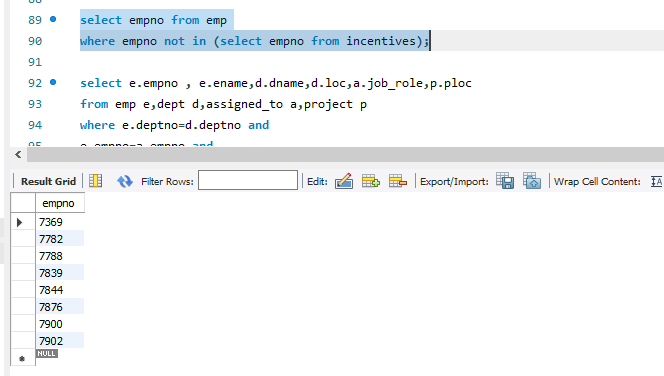 89 select empno from emp
90 where empno not in (select empno from incentives);
91
92 select e.empno , e.ename,d.dname,d.loc,a.job_role,p.ploc
93 from emp e,dept d,assigned_to a,project p
94 where e.deptno=d.deptno and
95 e.empno=a.empno and
Result Grid Filter Rows: Edit: Export/Import: Wrap Cell Content: IA
empno
7369
7782
7788
7839
7844
7876
7900
7902
NULL